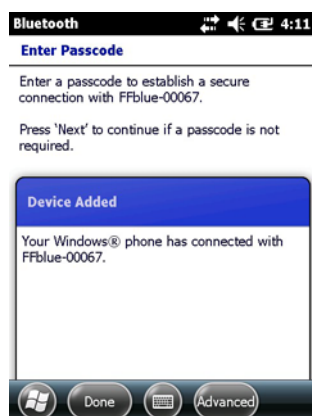 Bluetooth 4:11
Enter Passcode
Enter a passcode to establish a secure
connection with FFblue-00067.
Press 'Next' to continue if a passcode is not
required.
Device Added
Your Windows® phone has connected with
FFblue-00067.
Done Advanced